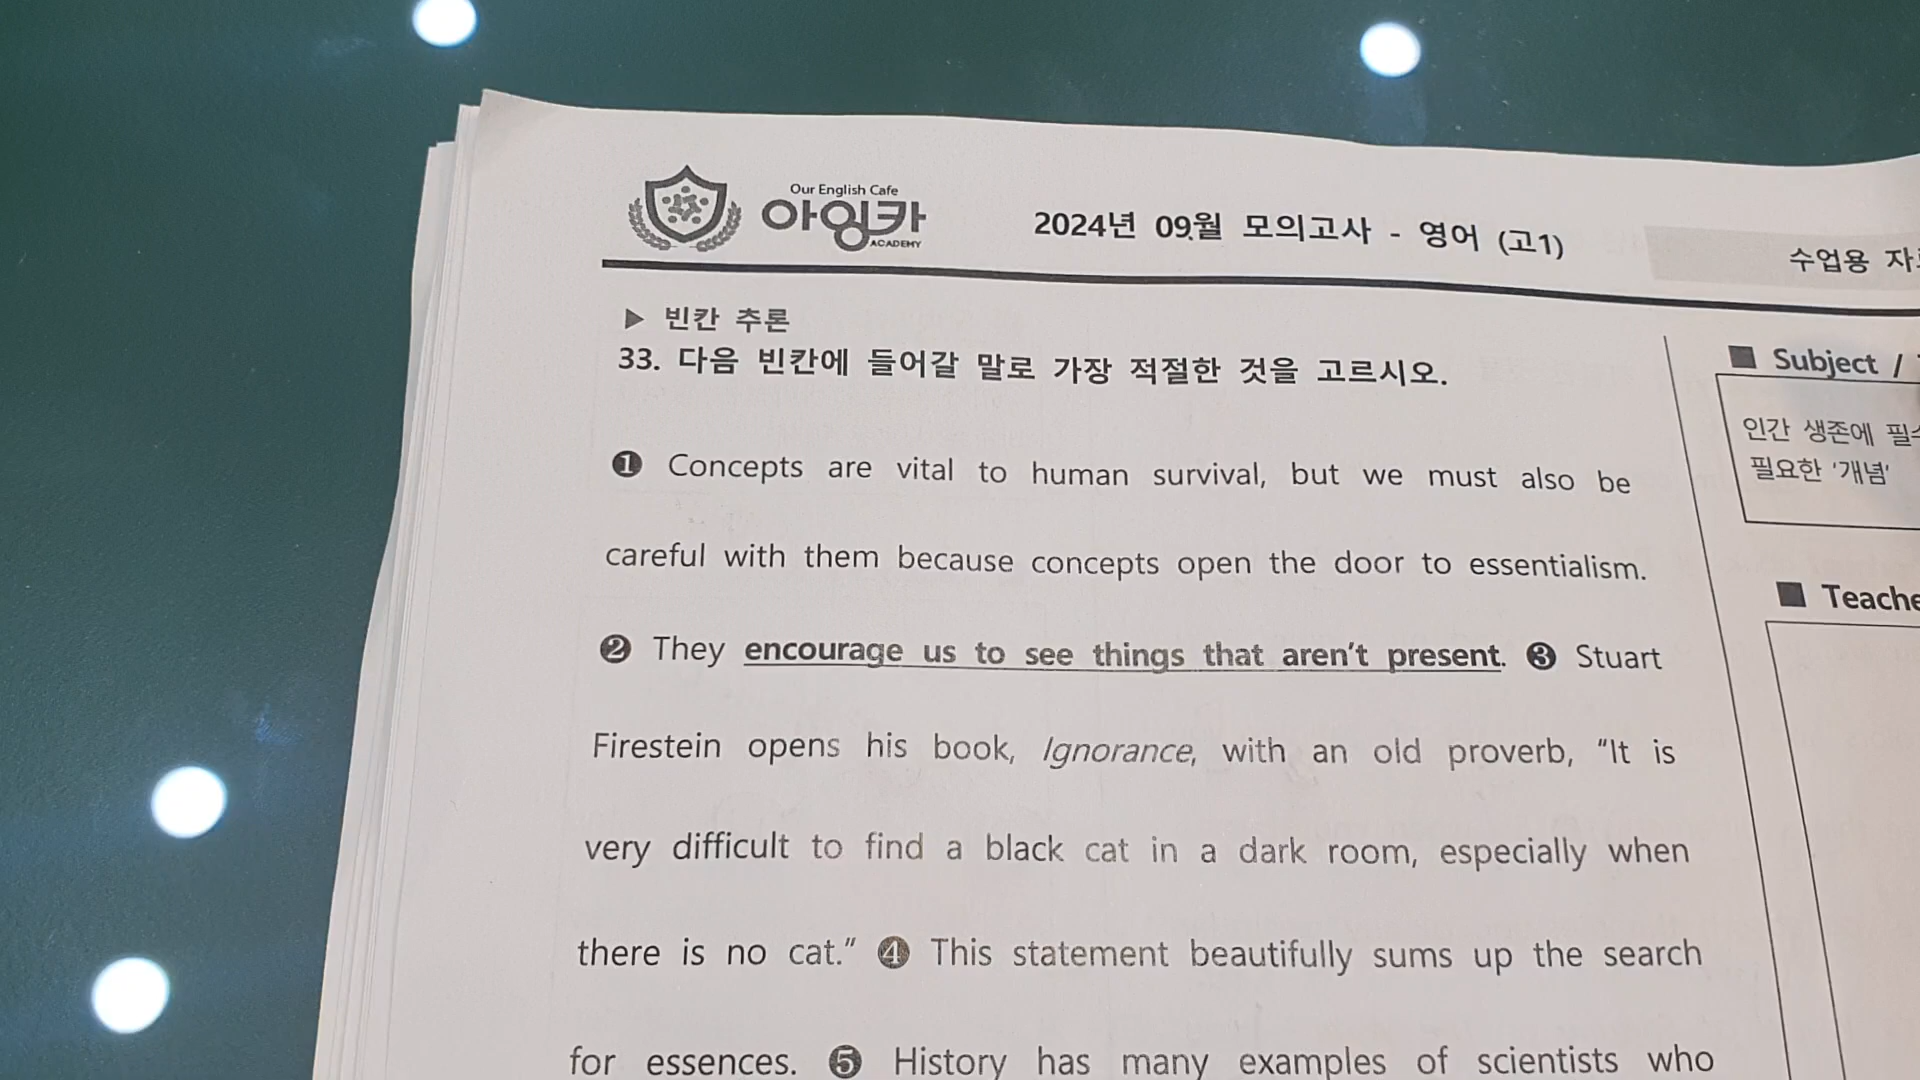 Our English Cafe
아잉카
ACADEMY
2024년 09월 모의고사 - 영어 (고1)
수업용
▶ 빈칸 추론
33. 다음 빈칸에 들어갈 말로 가장 적절한 것을 고르시오.
❶ Concepts are vital to human survival, but we must also be
careful with them because concepts open the door to essentialism.
❷ They encourage us to see things that aren't present. ❸ Stuart
Firestein opens his book, Ignorance, with an old proverb, "It is
very difficult to find a black cat in a dark room, especially when
there is no cat." ❹ This statement beautifully sums up the search
for essences. ❺ History has many examples of scientists who
■ Subject /
인간 생존에
필요한 '개념'
■